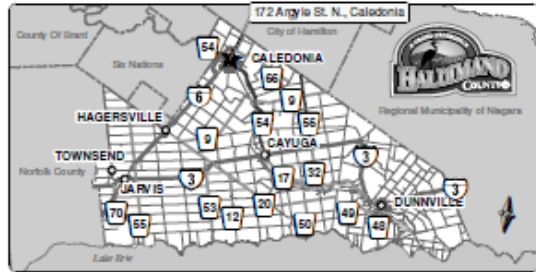 172 Argyle St. N., Caledonia
County Of Brant
City of Hamilton
54
CALEDONIA
Six Nations
66
HALDIMAND
COUNTY
6
9
Regional Municipality of Niagara
HAGERSVILLE
54
56
9
CAYUGA
3
TOWNSEND
Norfolk County
JARVIS
3
17
32
3
DUNNVILLE
70
55
53
12
20
50
49
48
Lake Erie